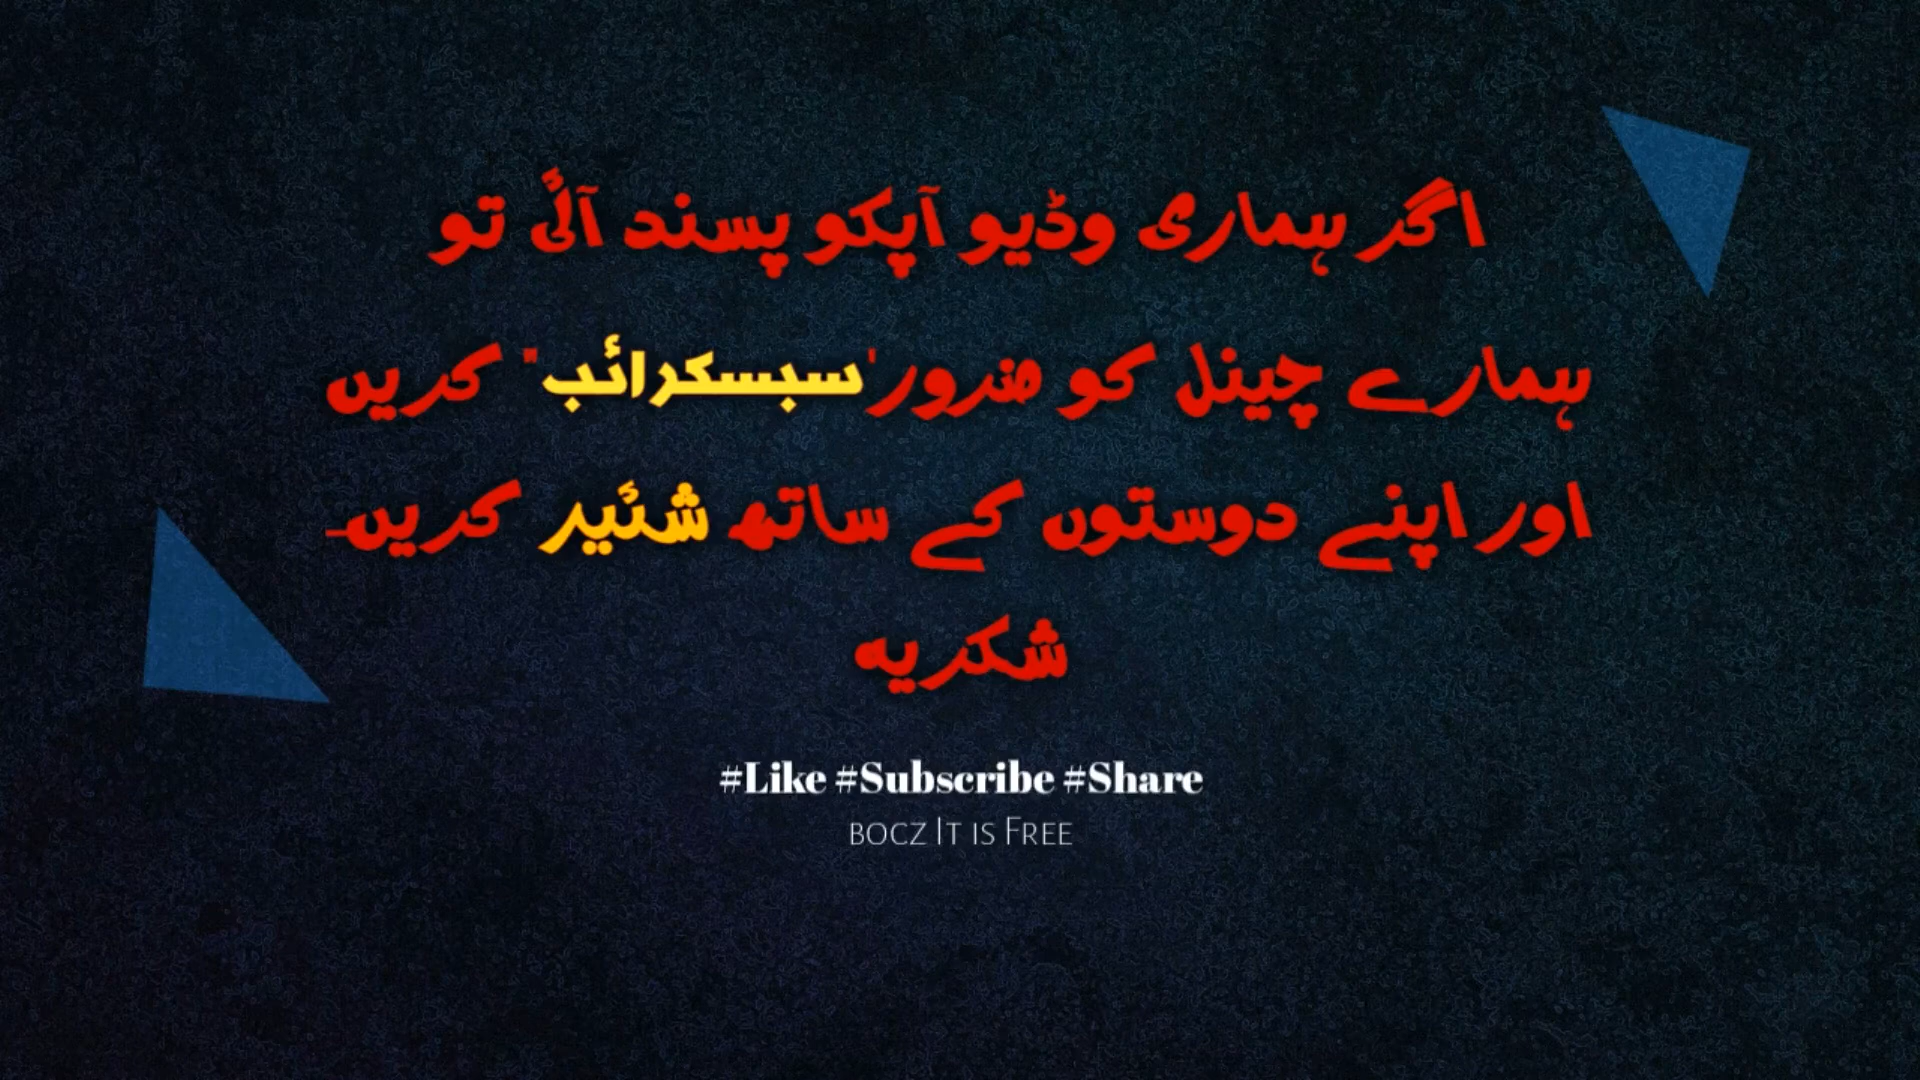 اگر ہماری وڈیو آپکو پسند آئی تو
ہمارے چینل کو ضرور'سبسکرائب" کریں
اور اپنے دوستوں کے ساتھ شئیر کریں۔
شکریہ
#Like #Subscribe #Share
bocz It is Free